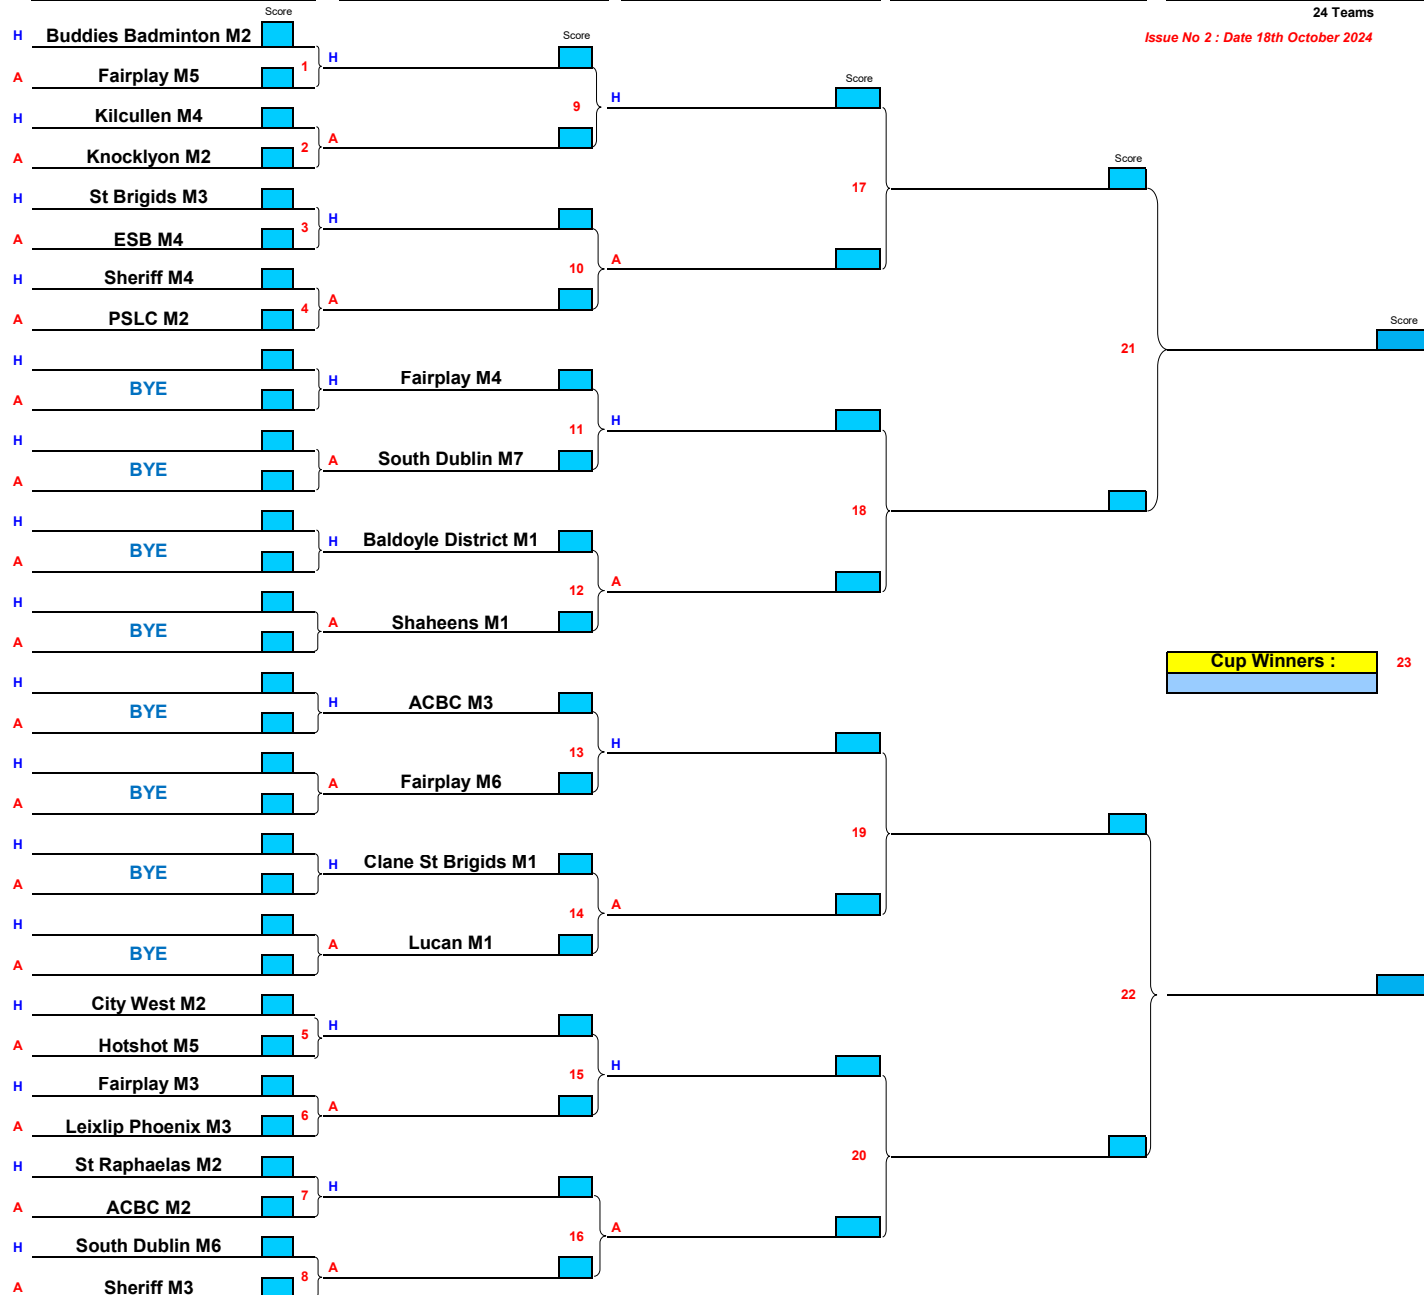 Score
24 Teams
H Buddies Badminton M2 Score
Issue No 2 : Date 18th October 2024
1 H
A Fairplay M5 Score
9 H
H Kilcullen M4
2 A
A Knocklyon M2 Score
17
H St Brigids M3
3 H
A ESB M4
10 A
H Sheriff M4
4 A
A PSLC M2 Score
21
H
BYE H Fairplay M4
A
11 H
H
BYE A South Dublin M7
A
18
H
BYE H Baldoyle District M1
A
12 A
H
BYE A Shaheens M1
A
Cup Winners : 23
H
BYE H ACBC M3
A
13 H
H
BYE A Fairplay M6
A
19
H
BYE H Clane St Brigids M1
A
14 A
H
BYE A Lucan M1
A
22
H City West M2
5 H
A Hotshot M5
15 H
H Fairplay M3
6 A
A Leixlip Phoenix M3
20
H St Raphaelas M2
7 H
A ACBC M2
16 A
H South Dublin M6
8 A
A Sheriff M3